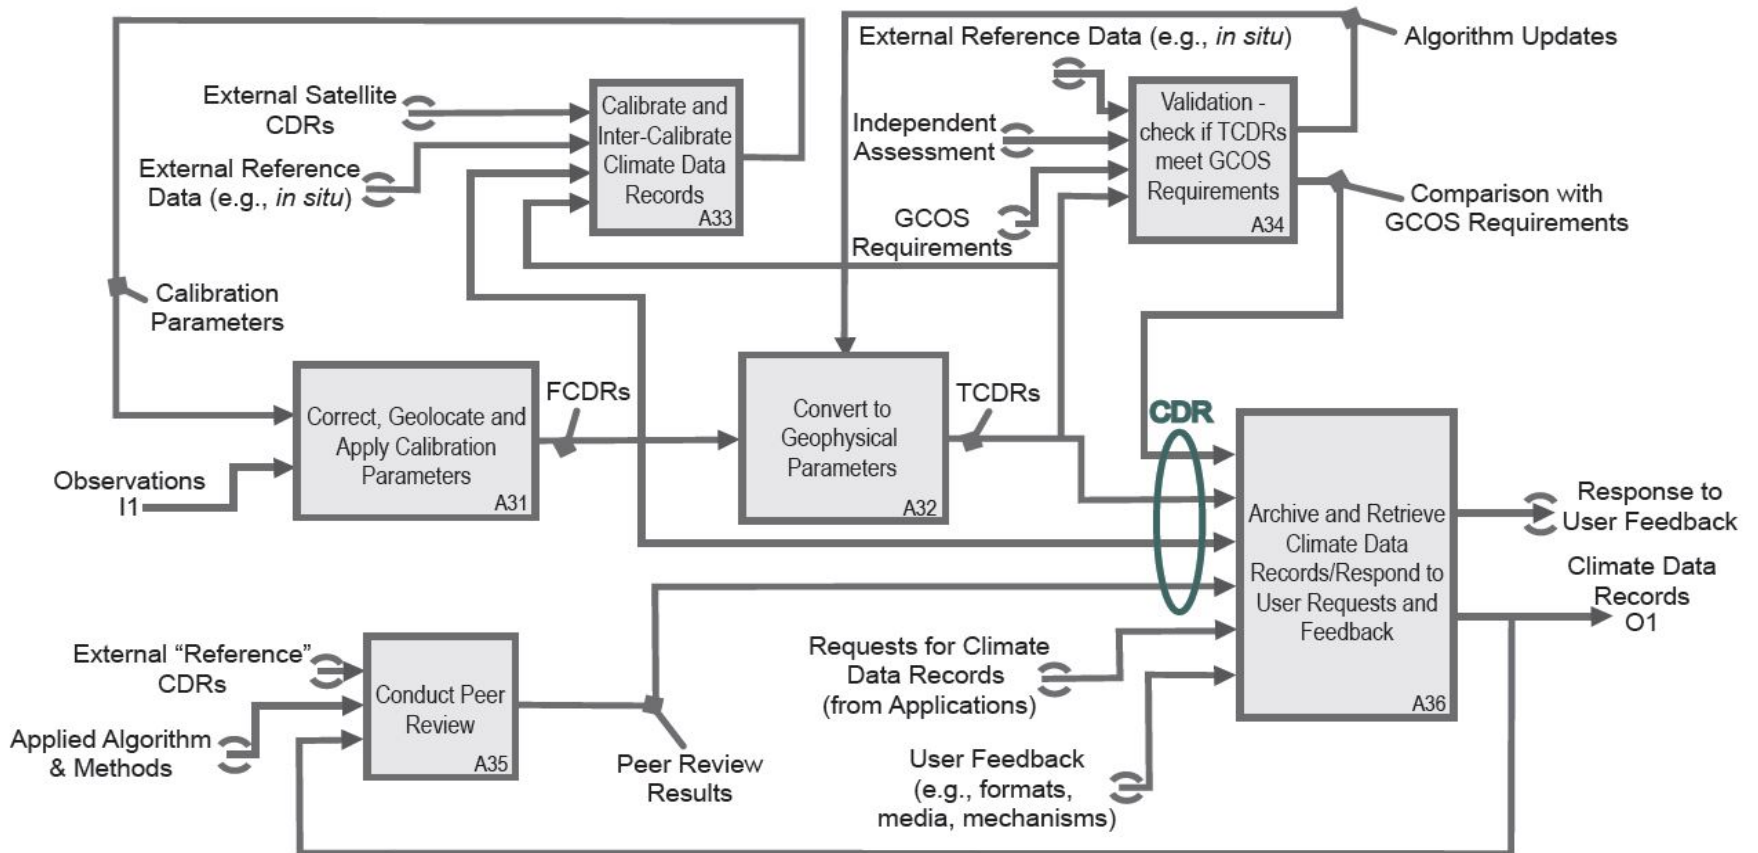 External Reference Data (e.g., in situ)
Algorithm Updates
External Satellite
CDRs
External Reference
Data (e.g., in situ)
Calibrate and
Inter-Calibrate
Climate Data
Records
A33
Independent
Assessment
GCOS
Requirements
Validation -
check if TCDRs
meet GCOS
Requirements
A34
Comparison with
GCOS Requirements
Calibration
Parameters
Observations
I1
Correct, Geolocate and
Apply Calibration
Parameters
A31
FCDRs
Convert to
Geophysical
Parameters
A32
TCDRs
CDR
Archive and Retrieve
Climate Data
Records/Respond to
User Requests and
Feedback
A36
Response to
User Feedback
Climate Data
Records
O1
External “Reference”
CDRs
Applied Algorithm
& Methods
Conduct Peer
Review
A35
Peer Review
Results
Requests for Climate
Data Records
(from Applications)
User Feedback
(e.g., formats,
media, mechanisms)